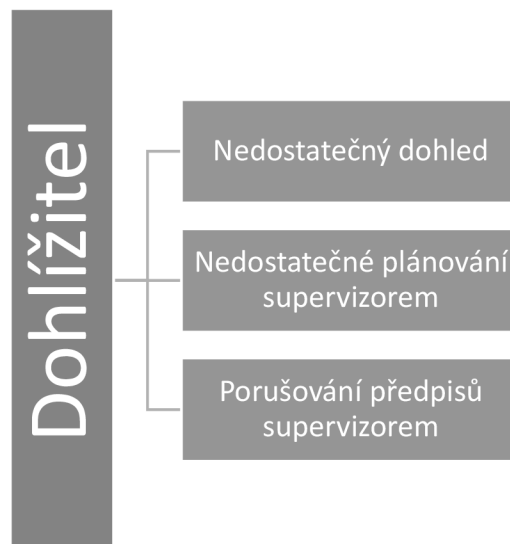 Dohlížitel
Nedostatečný dohled
Nedostatečné plánování
supervizorem
Porušování předpisů
supervizorem